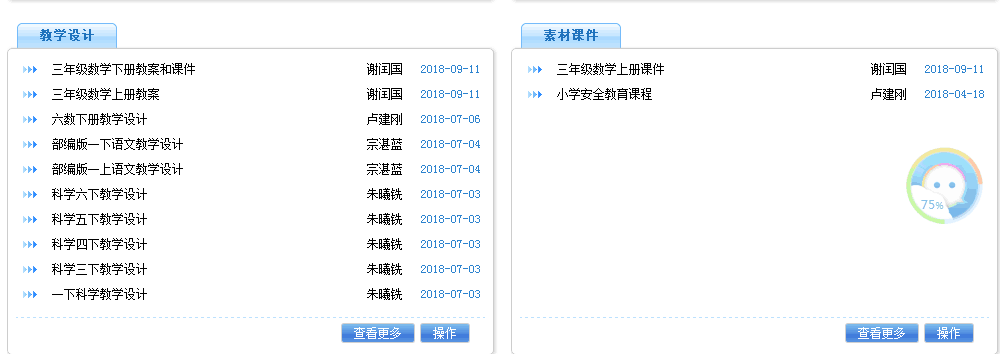 教学设计
三年级数学下册教案和课件 谢闰国 2018-09-11
三年级数学上册教案 谢闰国 2018-09-11
六数下册教学设计 卢建刚 2018-07-06
部编版一下语文教学设计 宗湛蓝 2018-07-04
部编版一上语文教学设计 宗湛蓝 2018-07-04
科学六下教学设计 朱曦铣 2018-07-03
科学五下教学设计 朱曦铣 2018-07-03
科学四下教学设计 朱曦铣 2018-07-03
科学三下教学设计 朱曦铣 2018-07-03
一下科学教学设计 朱曦铣 2018-07-03
查看更多 操作
素材课件
三年级数学上册课件 谢闰国 2018-09-11
小学安全教育课程 卢建刚 2018-04-18
75%
查看更多 操作